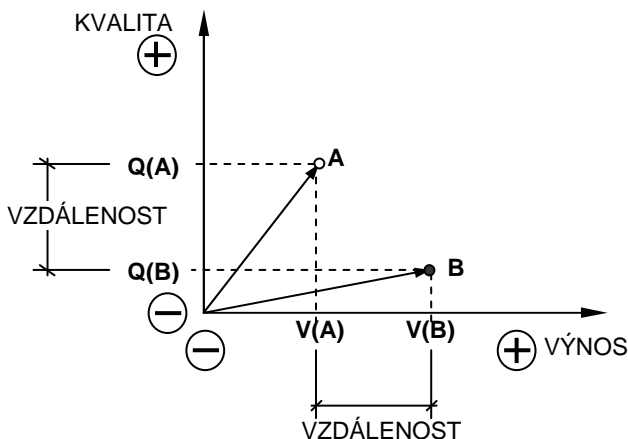 KVALITA
+
A
Q(A)
VZDÁLENOST
Q(B)
B
−
V(A) V(B)
−
+ VÝNOS
VZDÁLENOST